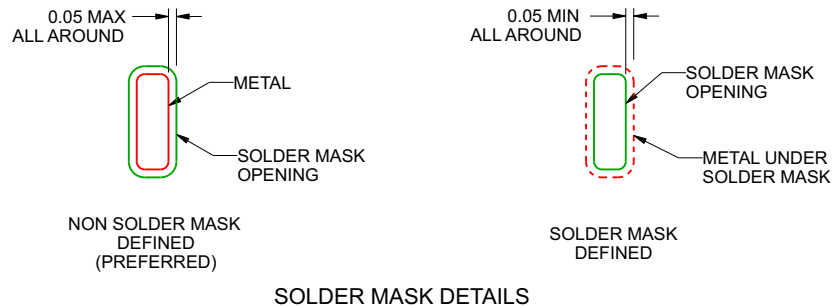 0.05 MAX
ALL AROUND
METAL
SOLDER MASK
OPENING
NON SOLDER MASK
DEFINED
(PREFERRED)
0.05 MIN
ALL AROUND
SOLDER MASK
OPENING
METAL UNDER
SOLDER MASK
SOLDER MASK
DEFINED
SOLDER MASK DETAILS